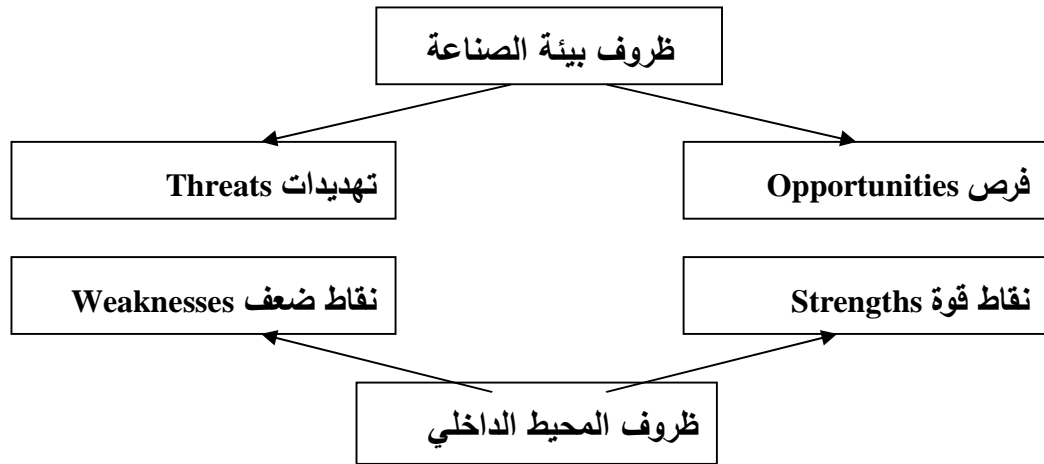 ظروف بيئة الصناعة
فرص Opportunities
تهديدات Threats
نقاط قوة Strengths
نقاط ضعف Weaknesses
ظروف المحيط الداخلي